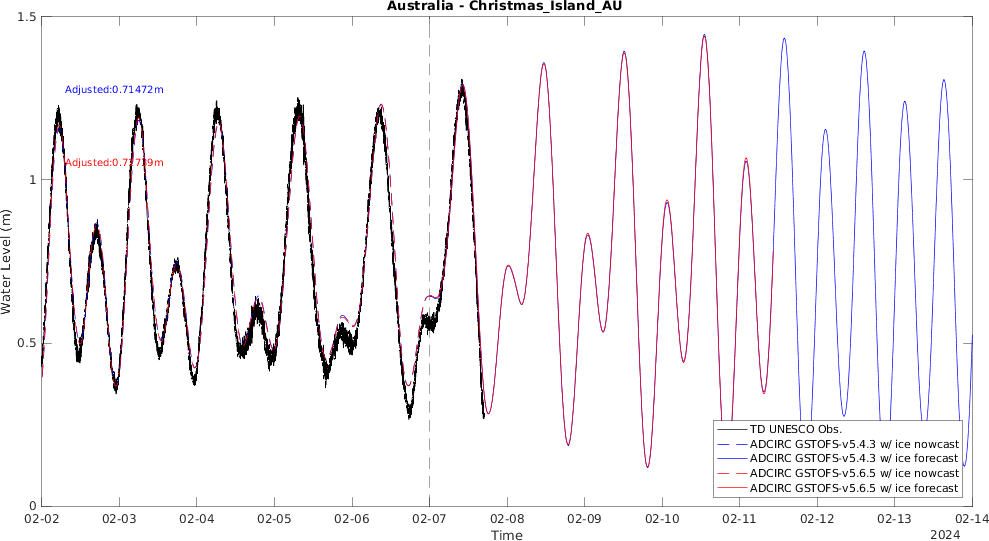 Australia - Christmas_Island_AU
1.5
Adjusted:0.71472m
1
0.5
0
Water Level (m)
02-02 02-03 02-04 02-05 02-06 02-07 02-08 02-09 02-10 02-11 02-12 02-13 02-14
Time
2024
TD UNESCO Obs.
ADCIRC GSTOFS-v5.4.3 w/ ice nowcast
ADCIRC GSTOFS-v5.4.3 w/ ice forecast
ADCIRC GSTOFS-v5.6.5 w/ ice nowcast
ADCIRC GSTOFS-v5.6.5 w/ ice forecast